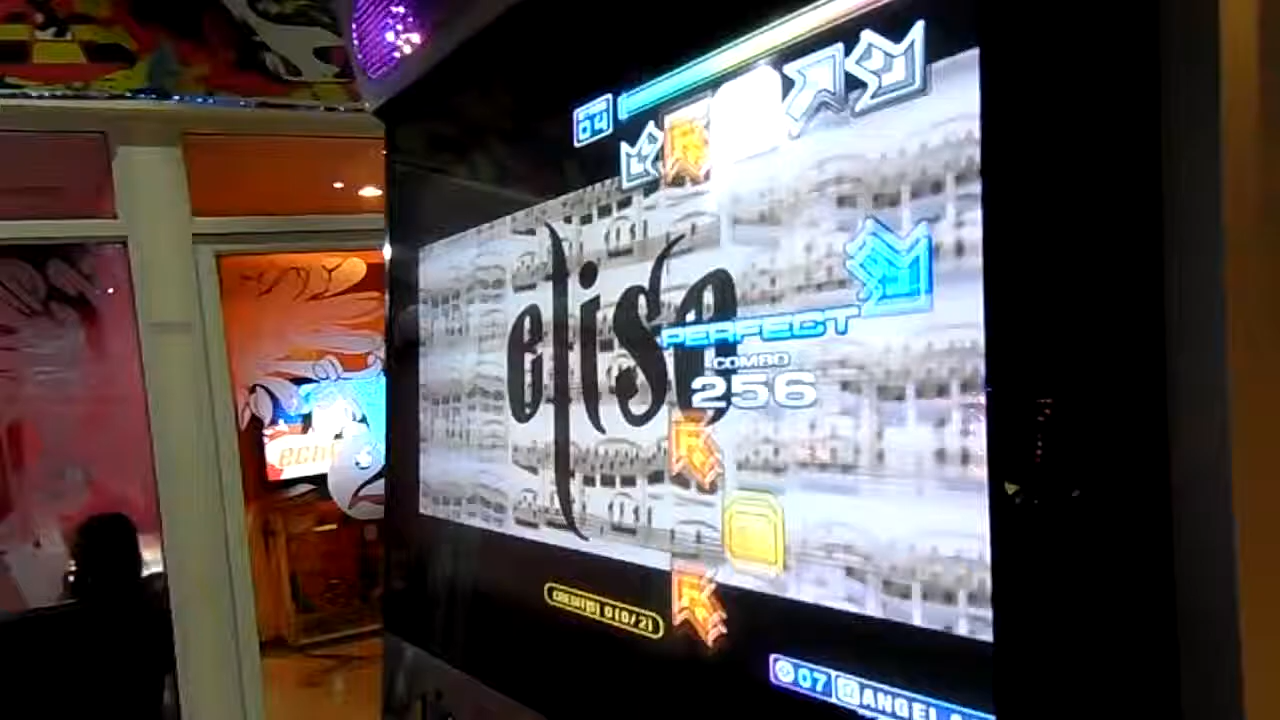 04
elise
PERFECT
COMBO
256
CREDIT(S) 0(0/2)
07 ANGEL